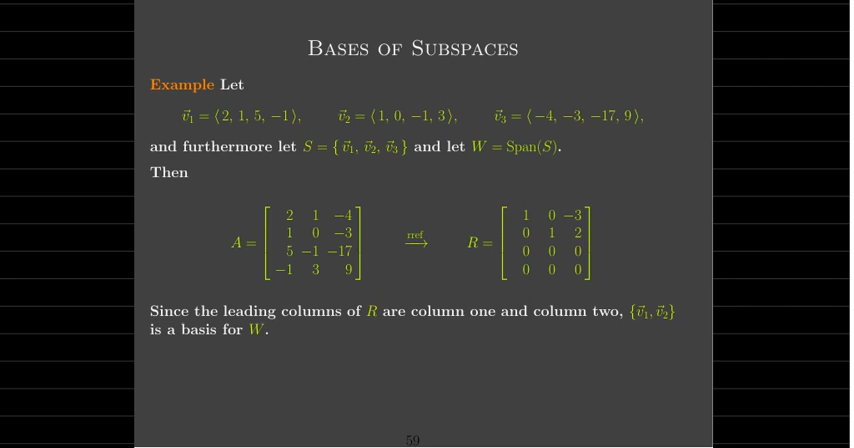 Bases of Subspaces
Example Let
v⃗₁ = ⟨2, 1, 5, −1⟩, v⃗₂ = ⟨1, 0, −1, 3⟩, v⃗₃ = ⟨−4, −3, −17, 9⟩,
and furthermore let S = {v⃗₁, v⃗₂, v⃗₃} and let W = Span(S).
Then
A = [2 1 −4; 1 0 −3; 5 −1 −17; −1 3 9] rref⟶ R = [1 0 −3; 0 1 2; 0 0 0; 0 0 0]
Since the leading columns of R are column one and column two, {v⃗₁, v⃗₂}
is a basis for W.
59